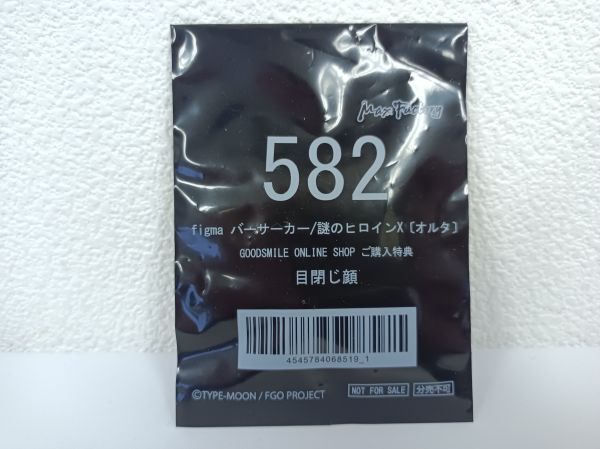 Max Factory
582
figma バーサーカー/謎のヒロインX〔オルタ〕
GOODSMILE ONLINE SHOP ご購入特典
目閉じ顔
4545784068519_1
©TYPE-MOON / FGO PROJECT
NOT FOR SALE 分売不可